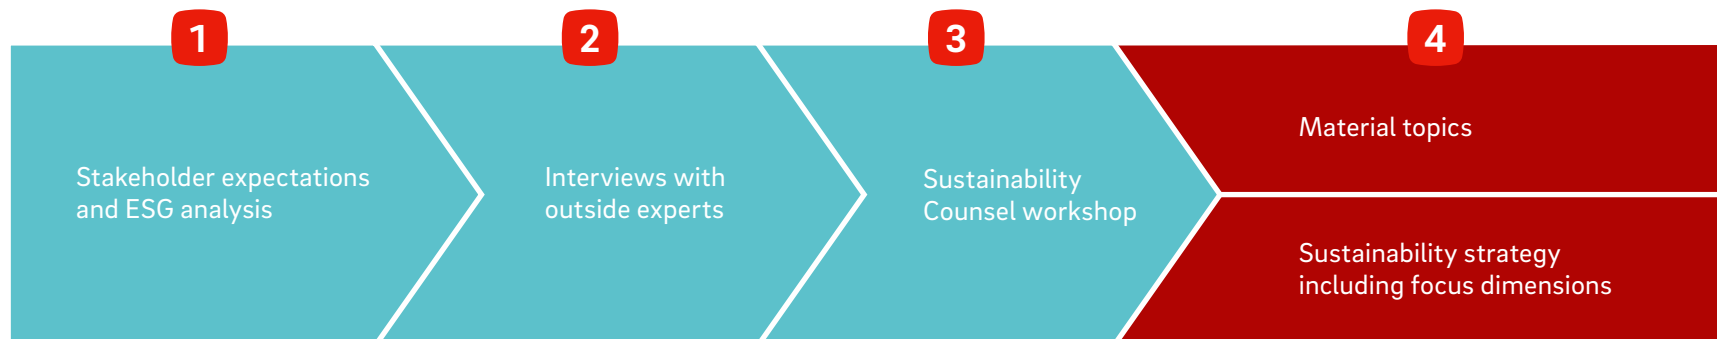 1
Stakeholder expectations
and ESG analysis
2
Interviews with
outside experts
3
Sustainability
Counsel workshop
4
Material topics
Sustainability strategy
including focus dimensions